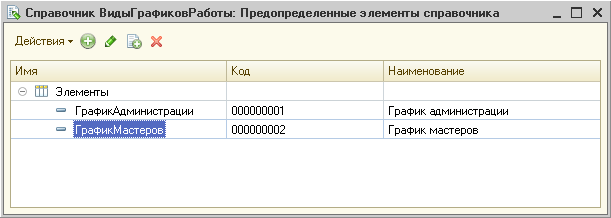 Справочник ВидыГрафиковРаботы: Предопределенные элементы справочника
Действия
Имя Код Наименование
Элементы
ГрафикАдминистрации 000000001 График администрации
ГрафикМастеров 000000002 График мастеров